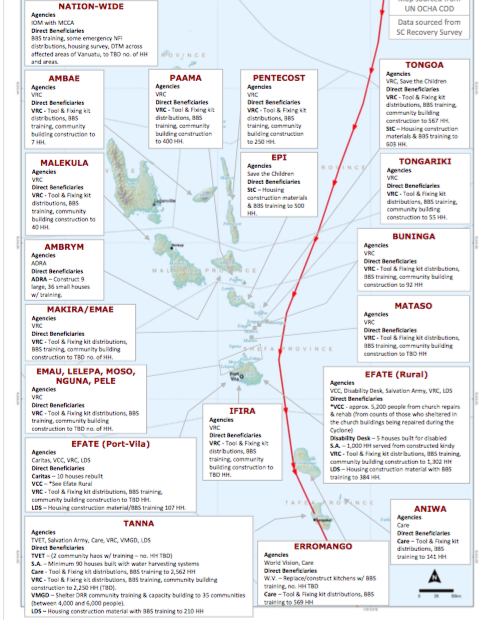 Map sourced from
UN OCHA COD
Data sourced from
SC Recovery Survey
NATION-WIDE
Agencies
IOM with MCCA
Direct Beneficiaries
BBS training, some emergency NFI
distributions, housing survey, DTM across
affected areas of Vanuatu, to TBD no. of HH
and areas.
AMBAE
Agencies
VRC
Direct Beneficiaries
VRC - Tool & Fixing kit
distributions, BBS
training, community
building construction to
7 HH.
PAAMA
Agencies
VRC
Direct Beneficiaries
VRC - Tool & Fixing kit
distributions, BBS
training, community
building construction
to 400 HH.
PENTECOST
Agencies
VRC
Direct Beneficiaries
VRC - Tool & Fixing kit
distributions, BBS
training, community
building construction
to 250 HH.
TONGOA
Agencies
VRC, Save the Children
Direct Beneficiaries
VRC - Tool & Fixing kit
distributions, BBS
training, community
building construction
to 567 HH.
StC – Housing construction
materials & BBS training to
603 HH.
MALEKULA
Agencies
VRC
Direct Beneficiaries
VRC - Tool & Fixing kit
distributions, BBS
training, community
building construction to
40 HH.
EPI
Agencies
Save the Children
Direct Beneficiaries
StC – Housing
construction materials
& BBS training to 500
HH.
TONGARIKI
Agencies
VRC
Direct Beneficiaries
VRC - Tool & Fixing kit
distributions, BBS training,
community building
construction to 55 HH.
AMBRYM
Agencies
ADRA
Direct Beneficiaries
ADRA – Construct 9
large, 36 small houses
w/ training.
BUNINGA
Agencies
VRC
Direct Beneficiaries
VRC - Tool & Fixing kit distributions,
BBS training, community building
construction to 92 HH
MAKIRA/EMAE
Agencies
VRC
Direct Beneficiaries
VRC - Tool & Fixing kit distributions,
BBS training, community building
construction to TBD no. of HH.
MATASO
Agencies
VRC
Direct Beneficiaries
VRC - Tool & Fixing kit distributions,
BBS training, community building
construction to TBD HH
EMAU, LELEPA, MOSO,
NGUNA, PELE
Agencies
VRC
Direct Beneficiaries
VRC - Tool & Fixing kit distributions, BBS
training, community building
construction to TBD no. of HH.
EFATE (Rural)
Agencies
VCC, Disability Desk, Salvation Army, VRC, LDS
Direct Beneficiaries
*VCC - approx. 5,200 people from church repairs
& rehab (from counts of those who sheltered in
the church buildings being repaired during the
Cyclone)
Disability Desk – 5 houses built for disabled
S.A. – 1,000 HH served from constructed kindy
VRC - Tool & Fixing kit distributions, BBS training,
community building construction to 1,302 HH
LDS – Housing construction material with BBS
training to 384 HH.
IFIRA
Agencies
VRC
Direct Beneficiaries
VRC - Tool & Fixing kit
distributions, BBS
training, community
building construction to
TBD HH.
EFATE (Port-Vila)
Agencies
Caritas, VCC, VRC, LDS
Direct Beneficiaries
Caritas – 10 houses rebuilt
VCC – *See Efate Rural
VRC - Tool & Fixing kit distributions, BBS training,
community building construction to TBD HH.
LDS – Housing construction material/BBS training 107 HH.
TANNA
Agencies
TVET, Salvation Army, Care, VRC, VMGD, LDS
Direct Beneficiaries
TVET – (2 community haos w/ training – no. HH TBD)
S.A. – Minimum 90 houses built with water harvesting systems
Care - Tool & Fixing kit distributions, BBS training to 2,562 HH
VRC - Tool & Fixing kit distributions, BBS training, community building
construction to 2,250 HH (TBD).
VMGD – Shelter DRR community training & capacity building to 35 communities
(between 4,000 and 6,000 people).
LDS – Housing construction material with BBS training to 210 HH
ERROMANGO
Agencies
World Vision, Care
Direct Beneficiaries
W.V. – Replace/construct kitchens w/ BBS
training, no. HH TBD
Care – Tool & Fixing kit distributions, BBS
training to 569 HH
ANIWA
Agencies
Care
Direct Beneficiaries
Care – Tool & Fixing kit
distributions, BBS
training to 141 HH
PROVINCE
MALAMPA PROVINCE
PROVINCE
TAFEA PROVINCE
Port
Vila
N